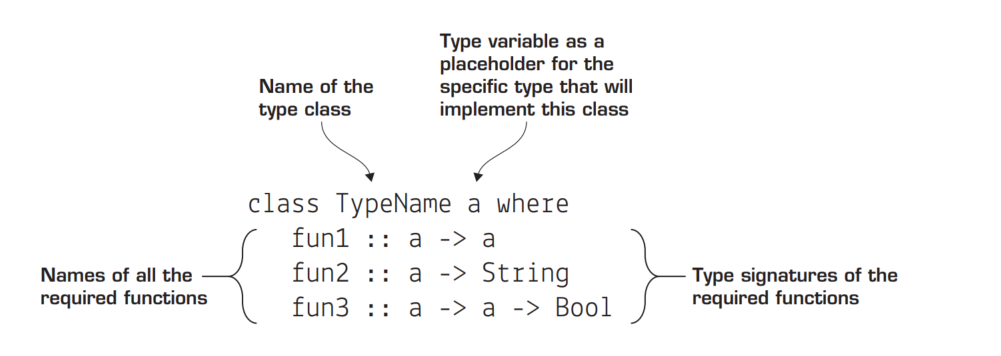 Type variable as a
placeholder for the
specific type that will
implement this class
Name of the
type class
class TypeName a where
fun1 :: a -> a
fun2 :: a -> String
fun3 :: a -> a -> Bool
Names of all the
required functions
Type signatures of the
required functions